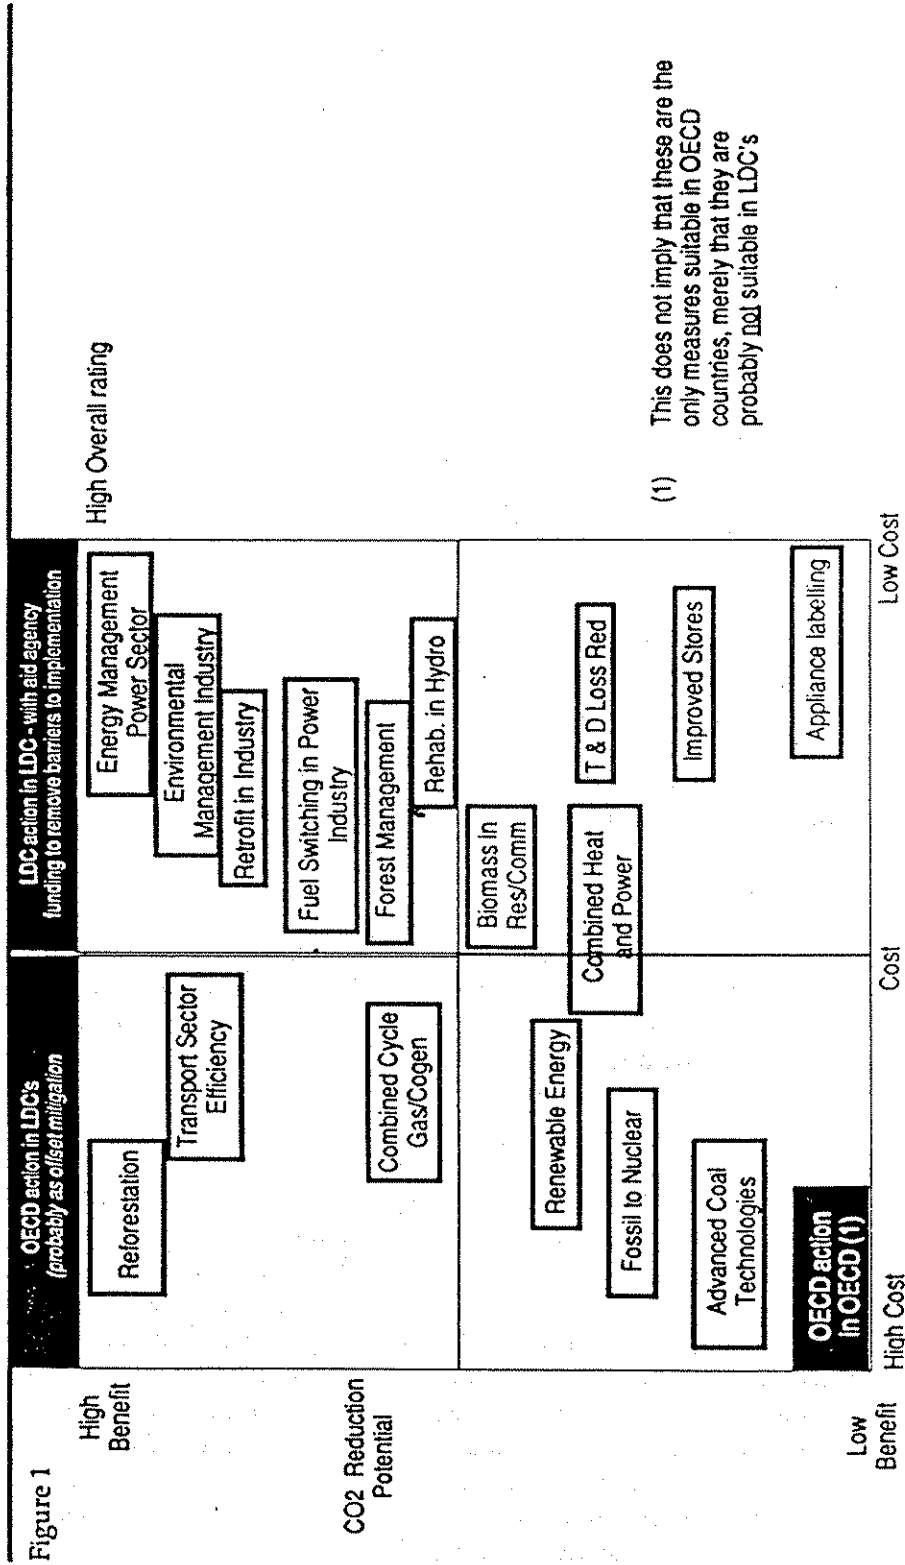 Figure 1
OECD action in LDC's
(probably as offset mitigation
LDC action in LDC - with aid agency
funding to remove barriers to implementation
High
Benefit
High Overall rating
Reforestation
Transport Sector
Efficiency
Energy Management
Power Sector
Environmental
Management Industry
Retrofit in Industry
Fuel Switching in Power
Industry
CO2 Reduction
Potential
Combined Cycle
Gas/Cogen
Forest Management
Rehab. in Hydro
Biomass in
Res/Comm
Renewable Energy
Combined Heat
and Power
T & D Loss Red
Fossil to Nuclear
Improved Stores
Advanced Coal
Technologies
Appliance labelling
OECD action
in OECD (1)
Low
Benefit
High Cost
Cost
Low Cost
(1)
This does not imply that these are the
only measures suitable in OECD
countries, merely that they are
probably not suitable in LDC's